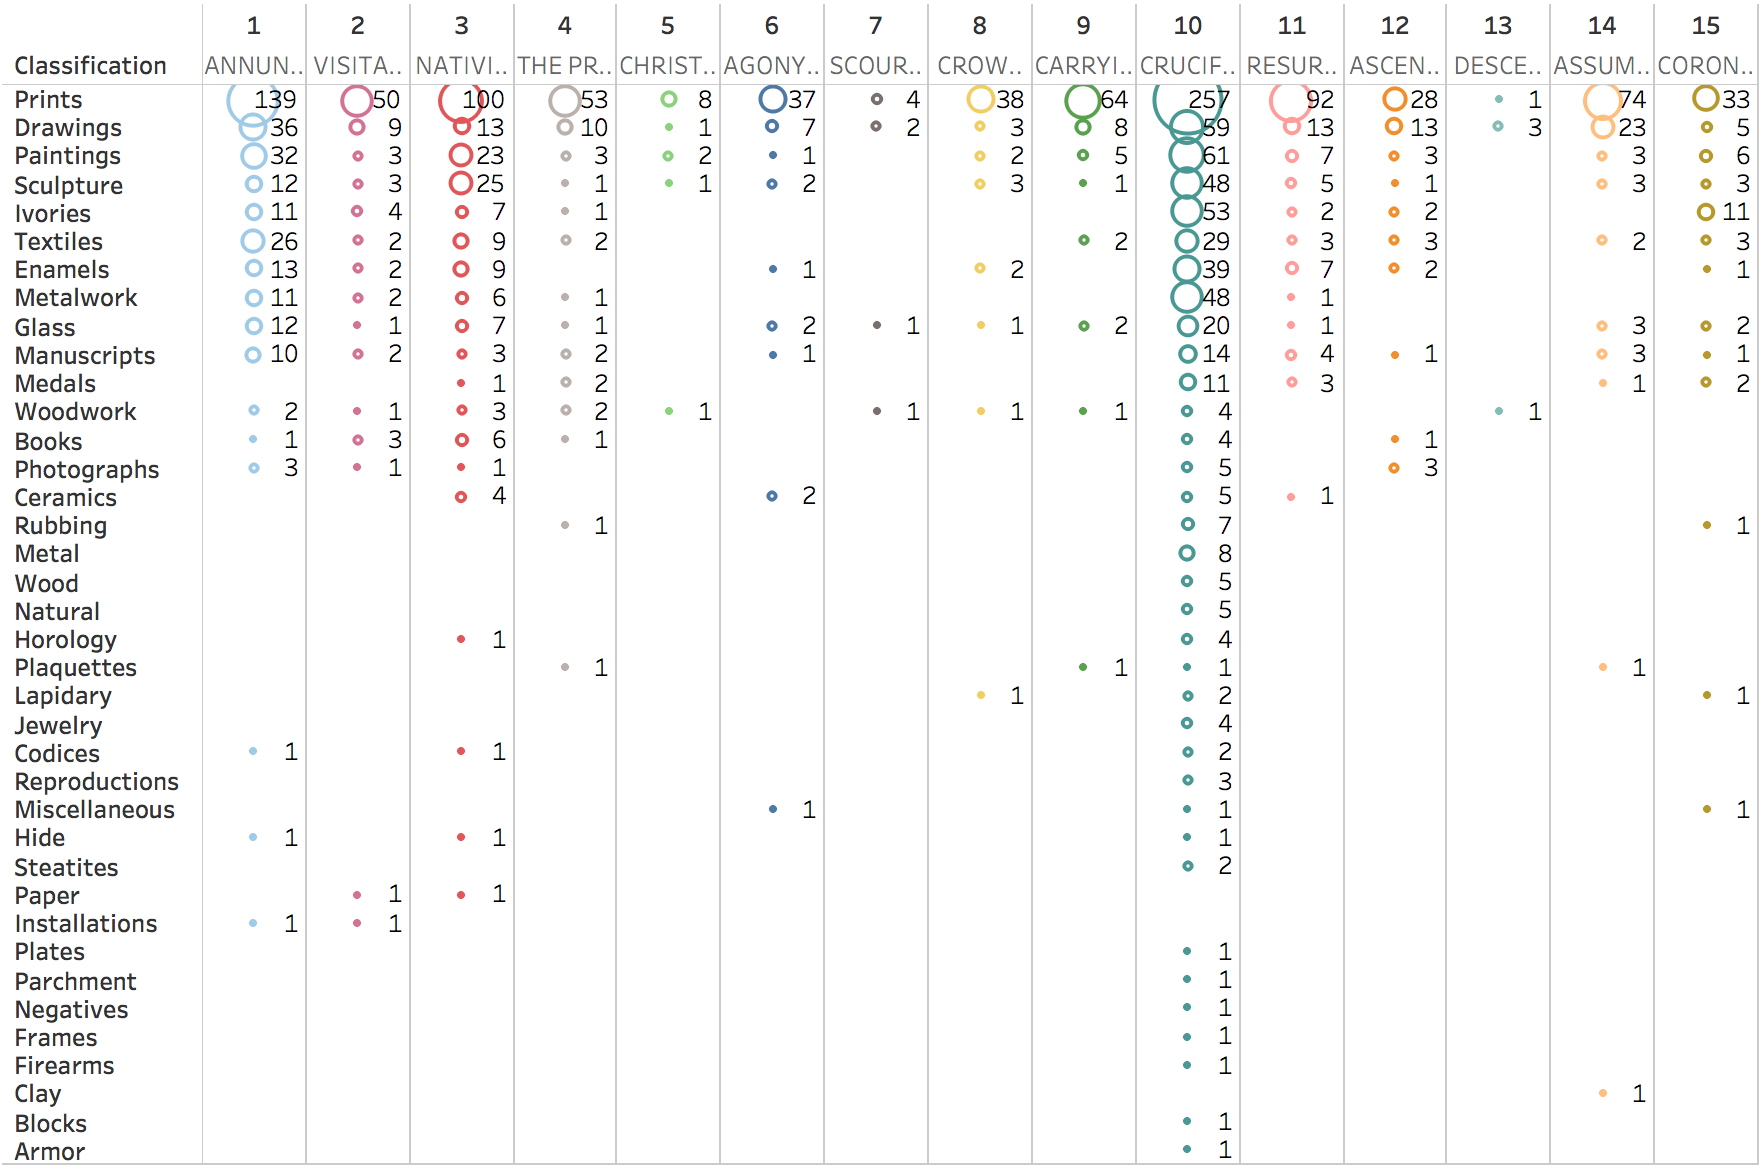 1 2 3 4 5 6 7 8 9 10 11 12 13 14 15
Classification ANNUN.. VISITA.. NATIVI.. THE PR.. CHRIST.. AGONY.. SCOUR.. CROW.. CARRYI.. CRUCIF.. RESUR.. ASCEN.. DESCE.. ASSUM.. CORON..
Prints 139 50 100 53 8 37 4 38 64 257 92 28 1 74 33
Drawings 36 9 13 10 1 7 2 3 8 59 13 13 3 23 5
Paintings 32 3 23 3 2 1 2 5 61 7 3 3 6
Sculpture 12 3 25 1 1 2 3 1 48 5 1 3 3
Ivories 11 4 7 1 53 2 2 11
Textiles 26 2 9 2 2 29 3 3 2 3
Enamels 13 2 9 1 2 39 7 2 1
Metalwork 11 2 6 1 48 1
Glass 12 1 7 1 2 1 1 2 20 1 3 2
Manuscripts 10 2 3 2 1 14 4 1 3 1
Medals 1 2 11 3 1 2
Woodwork 2 1 3 2 1 1 1 1 4 1
Books 1 3 6 1 4 1
Photographs 3 1 1 5 3
Ceramics 4 2 5 1
Rubbing 1 7 1
Metal 8
Wood 5
Natural 5
Horology 1 4
Plaquettes 1 1 1 1
Lapidary 1 2 1
Jewelry 4
Codices 1 1 2
Reproductions 3
Miscellaneous 1 1 1
Hide 1 1 1
Steatites 2
Paper 1 1
Installations 1 1
Plates 1
Parchment 1
Negatives 1
Frames 1
Firearms 1
Clay 1
Blocks 1
Armor 1